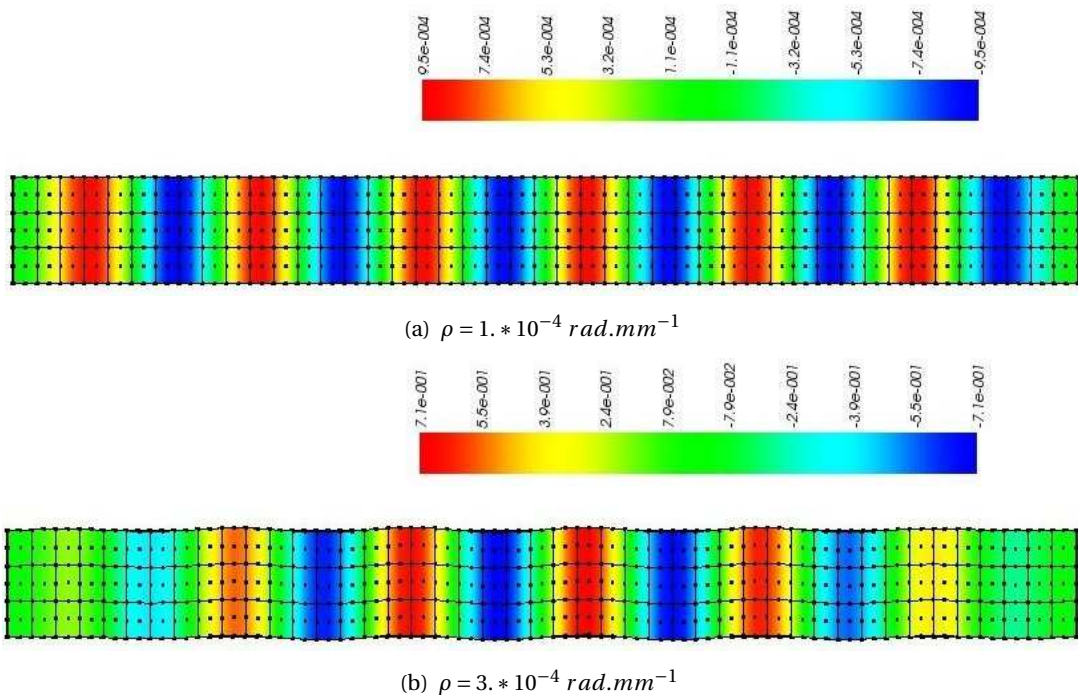 9.5e-004 7.4e-004 5.3e-004 3.2e-004 1.1e-004 -1.1e-004 -3.2e-004 -5.3e-004 -7.4e-004 -9.5e-004
(a) ρ = 1. * 10⁻⁴ rad.mm⁻¹
7.1e-001 5.5e-001 3.9e-001 2.4e-001 7.9e-002 -7.9e-002 -2.4e-001 -3.9e-001 -5.5e-001 -7.1e-001
(b) ρ = 3. * 10⁻⁴ rad.mm⁻¹